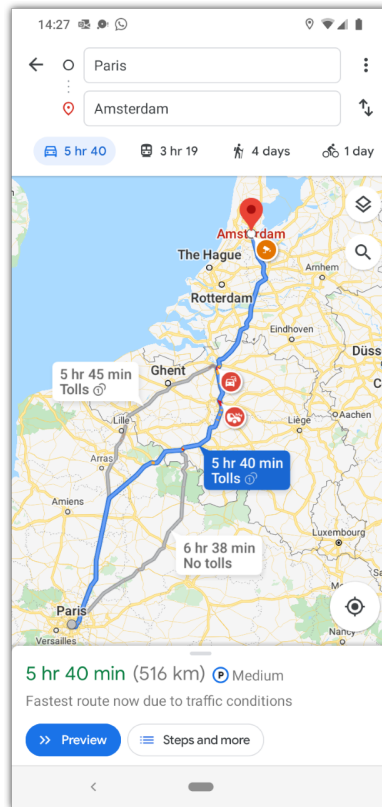 14:27
Paris
Amsterdam
5 hr 40
3 hr 19
4 days
1 day
Amsterdam
The Hague
Arnhem
Rotterdam
Eindhoven
Düss
5 hr 45 min
Tolls
Ghent
C
Lille
Liège
Aachen
Arras
5 hr 40 min
Tolls
Amiens
6 hr 38 min
No tolls
Luxembourg
Paris
Versailles
Nancy
5 hr 40 min (516 km) P Medium
Fastest route now due to traffic conditions
Preview
Steps and more